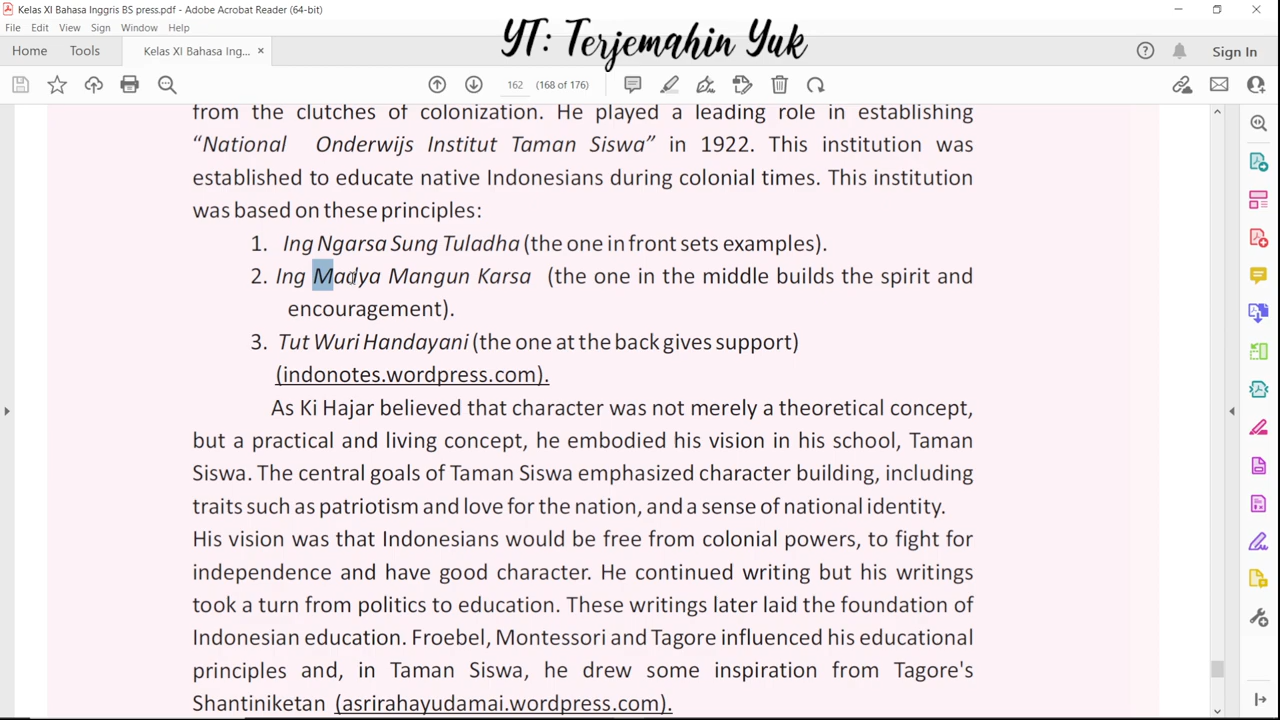 Kelas XI Bahasa Inggris BS press.pdf - Adobe Acrobat Reader (64-bit)
YT: Terjemahin Yuk
File Edit View Sign Window Help
Home Tools Kelas XI Bahasa Ing... × Sign In
162 (168 of 176)
from the clutches of colonization. He played a leading role in establishing
“National Onderwijs Institut Taman Siswa” in 1922. This institution was
established to educate native Indonesians during colonial times. This institution
was based on these principles:
1. Ing Ngarsa Sung Tuladha (the one in front sets examples).
2. Ing Madya Mangun Karsa (the one in the middle builds the spirit and
encouragement).
3. Tut Wuri Handayani (the one at the back gives support)
(indonotes.wordpress.com).
As Ki Hajar believed that character was not merely a theoretical concept,
but a practical and living concept, he embodied his vision in his school, Taman
Siswa. The central goals of Taman Siswa emphasized character building, including
traits such as patriotism and love for the nation, and a sense of national identity.
His vision was that Indonesians would be free from colonial powers, to fight for
independence and have good character. He continued writing but his writings
took a turn from politics to education. These writings later laid the foundation of
Indonesian education. Froebel, Montessori and Tagore influenced his educational
principles and, in Taman Siswa, he drew some inspiration from Tagore's
Shantiniketan (asrirahayudamai.wordpress.com).